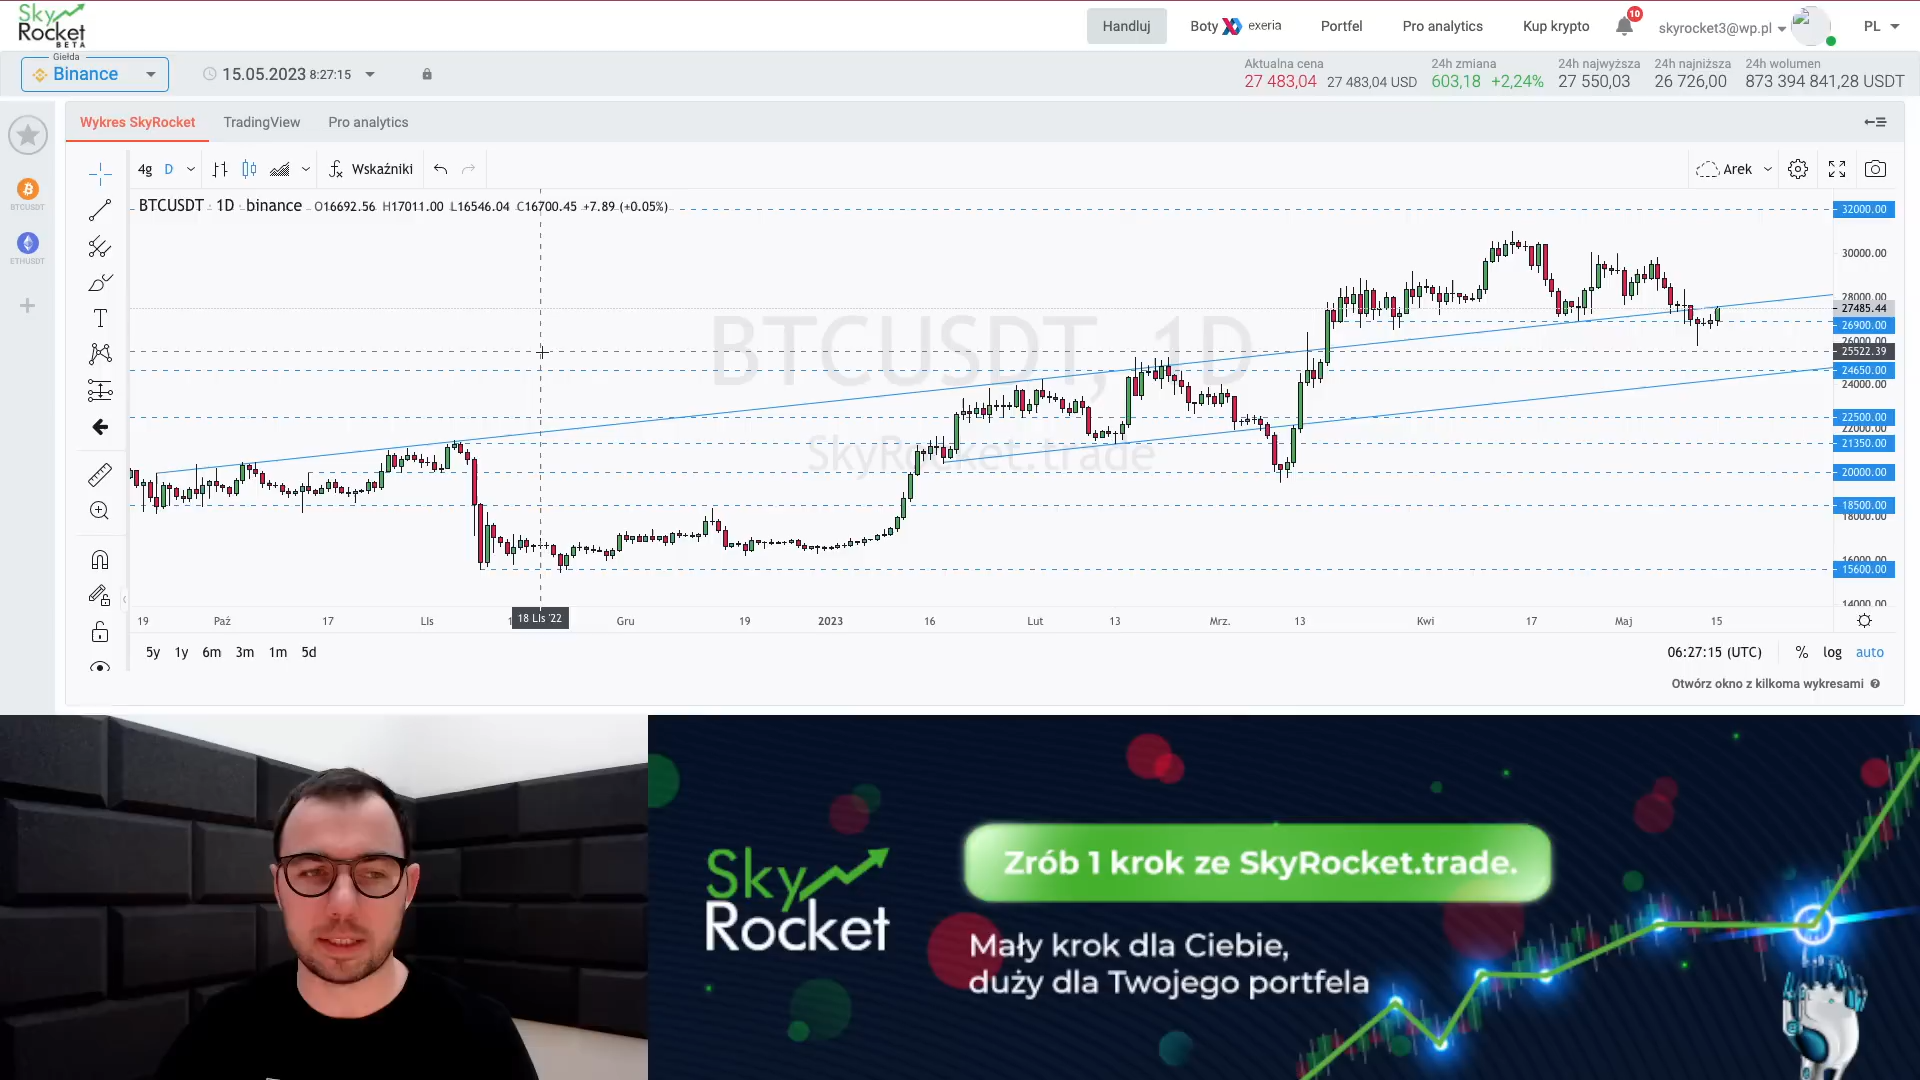 Sky
Rocket
BETA
Handluj
Boty exeria
Portfel
Pro analytics
Kup krypto
10
skyrocket3@wp.pl
PL
Giełda
Binance
15.05.2023 8:27:15
Aktualna cena
27 483,04 27 483,04 USD
24h zmiana
603,18 +2,24%
24h najwyższa
27 550,03
24h najniższa
26 726,00
24h wolumen
873 394 841,28 USDT
Wykres SkyRocket
TradingView
Pro analytics
BTCUSDT
ETHUSDT
4g D
Wskaźniki
Arek
BTCUSDT · 1D · binance O16692.56 H17011.00 L16546.04 C16700.45 +7.89 (+0.05%)
BTCUSDT, 1D
SkyRocket.trade
32000.00
30000.00
28000.00
27485.44
26900.00
26000.00
25522.39
24650.00
24000.00
22500.00
22000.00
21350.00
20000.00
18500.00
18000.00
16000.00
15600.00
14000.00
19 Paź 17 Lis 18 Lis '22 Gru 19 2023 16 Lut 13 Mrz. 13 Kwi 17 Maj 15
5y 1y 6m 3m 1m 5d
06:27:15 (UTC) % log auto
Otwórz okno z kilkoma wykresami
Sky
Rocket
Zrób 1 krok ze SkyRocket.trade.
Mały krok dla Ciebie,
duży dla Twojego portfela